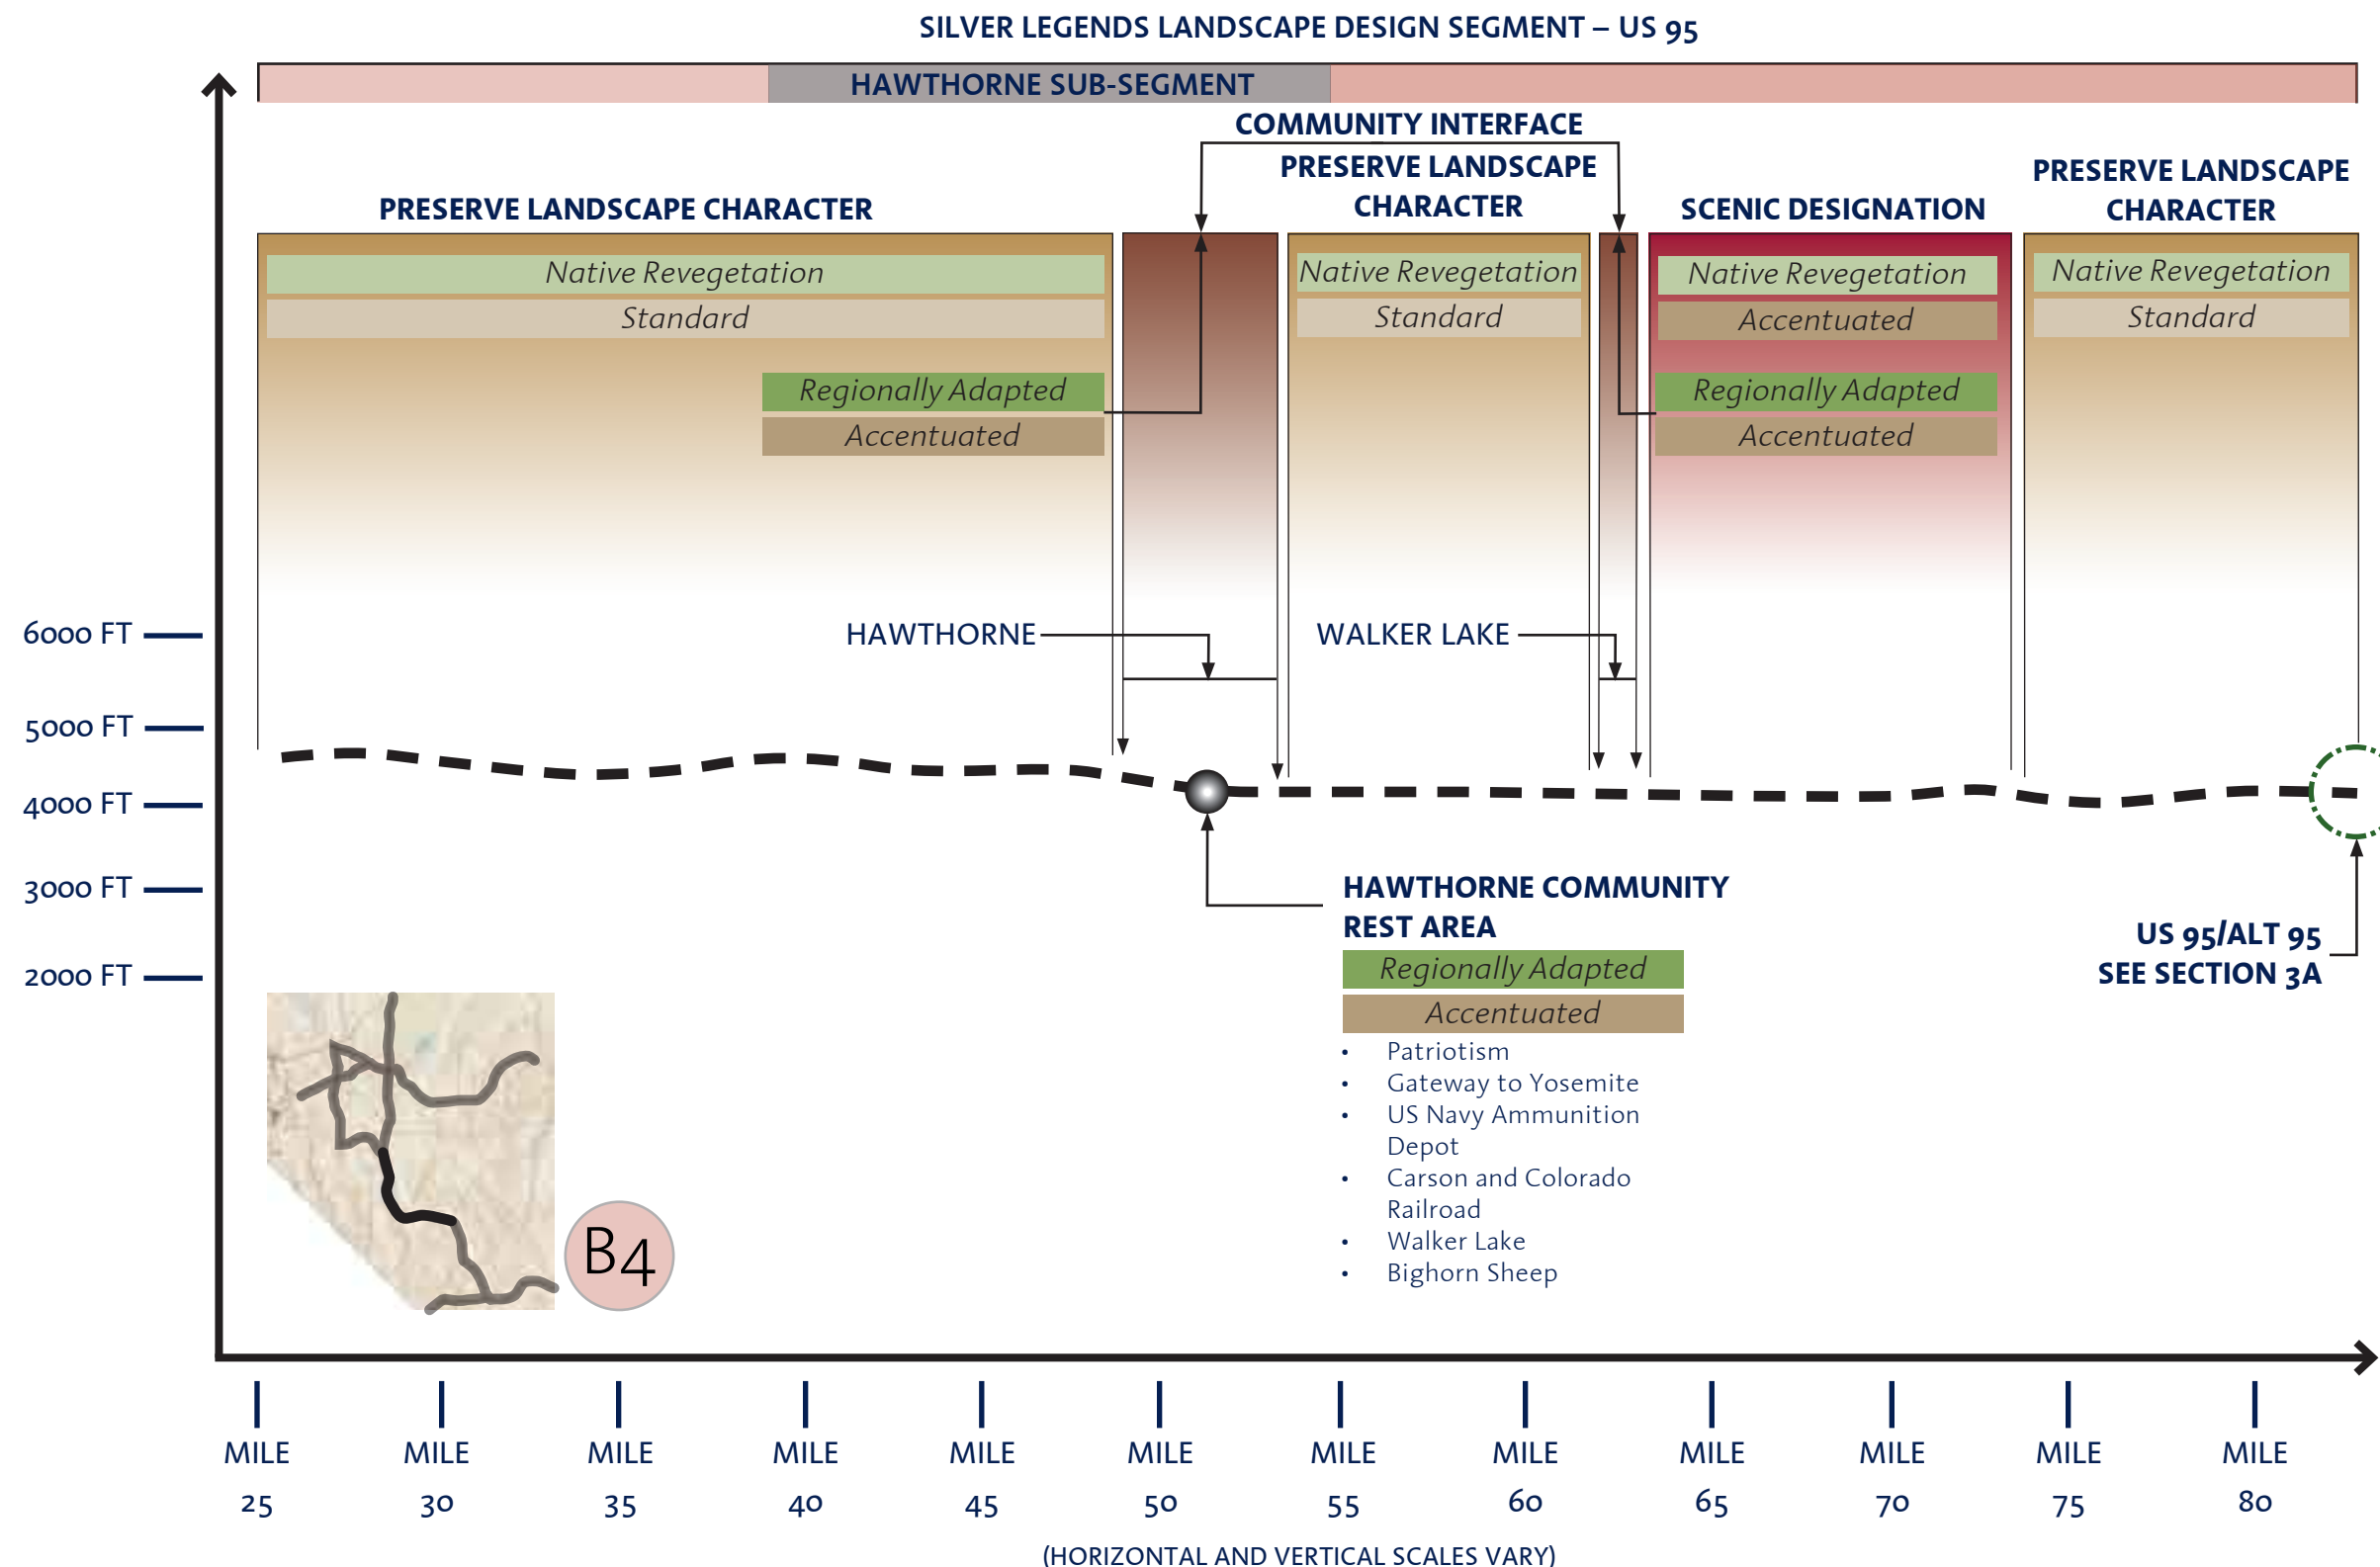 SILVER LEGENDS LANDSCAPE DESIGN SEGMENT – US 95
HAWTHORNE SUB-SEGMENT
COMMUNITY INTERFACE
PRESERVE LANDSCAPE CHARACTER
PRESERVE LANDSCAPE
CHARACTER
SCENIC DESIGNATION
PRESERVE LANDSCAPE
CHARACTER
Native Revegetation
Standard
Regionally Adapted
Accentuated
Native Revegetation
Standard
Native Revegetation
Accentuated
Regionally Adapted
Accentuated
Native Revegetation
Standard
HAWTHORNE
WALKER LAKE
6000 FT
5000 FT
4000 FT
3000 FT
2000 FT
HAWTHORNE COMMUNITY
REST AREA
Regionally Adapted
Accentuated
• Patriotism
• Gateway to Yosemite
• US Navy Ammunition
Depot
• Carson and Colorado
Railroad
• Walker Lake
• Bighorn Sheep
US 95/ALT 95
SEE SECTION 3A
B4
MILE
25
MILE
30
MILE
35
MILE
40
MILE
45
MILE
50
MILE
55
MILE
60
MILE
65
MILE
70
MILE
75
MILE
80
(HORIZONTAL AND VERTICAL SCALES VARY)